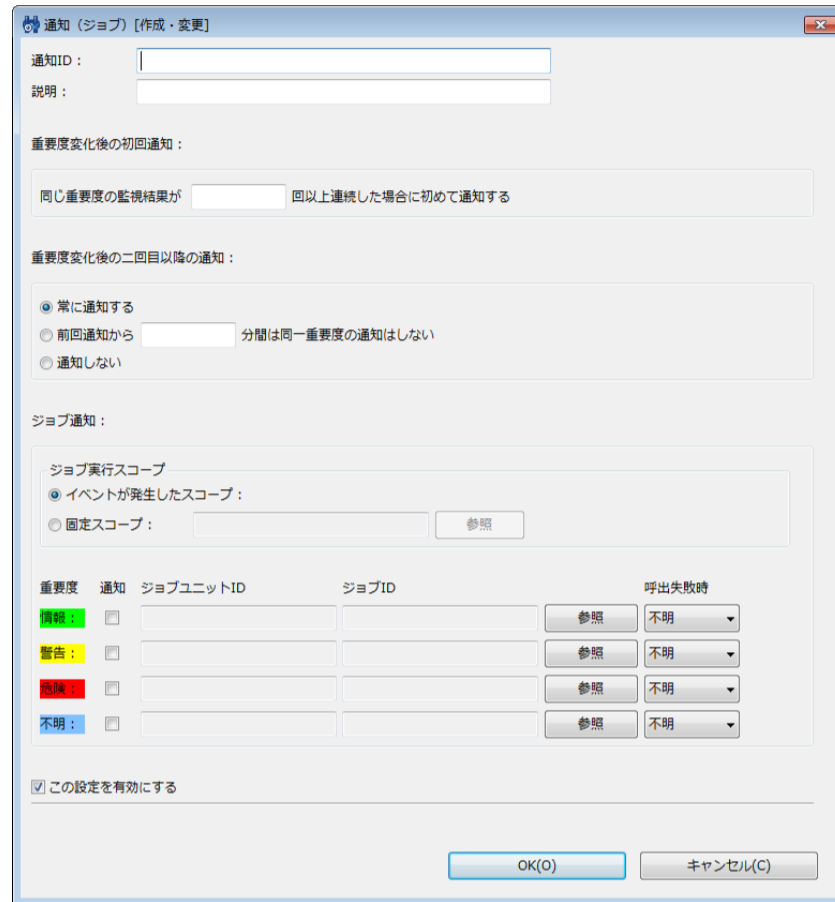 通知（ジョブ）[作成・変更]
通知ID：
説明：
重要度変化後の初回通知：
同じ重要度の監視結果が 回以上連続した場合に初めて通知する
重要度変化後の二回目以降の通知：
常に通知する
前回通知から 分間は同一重要度の通知はしない
通知しない
ジョブ通知：
ジョブ実行スコープ
イベントが発生したスコープ：
固定スコープ： 参照
重要度 通知 ジョブユニットID ジョブID 呼出失敗時
情報： 参照 不明
警告： 参照 不明
危険： 参照 不明
不明： 参照 不明
この設定を有効にする
OK(O) キャンセル(C)